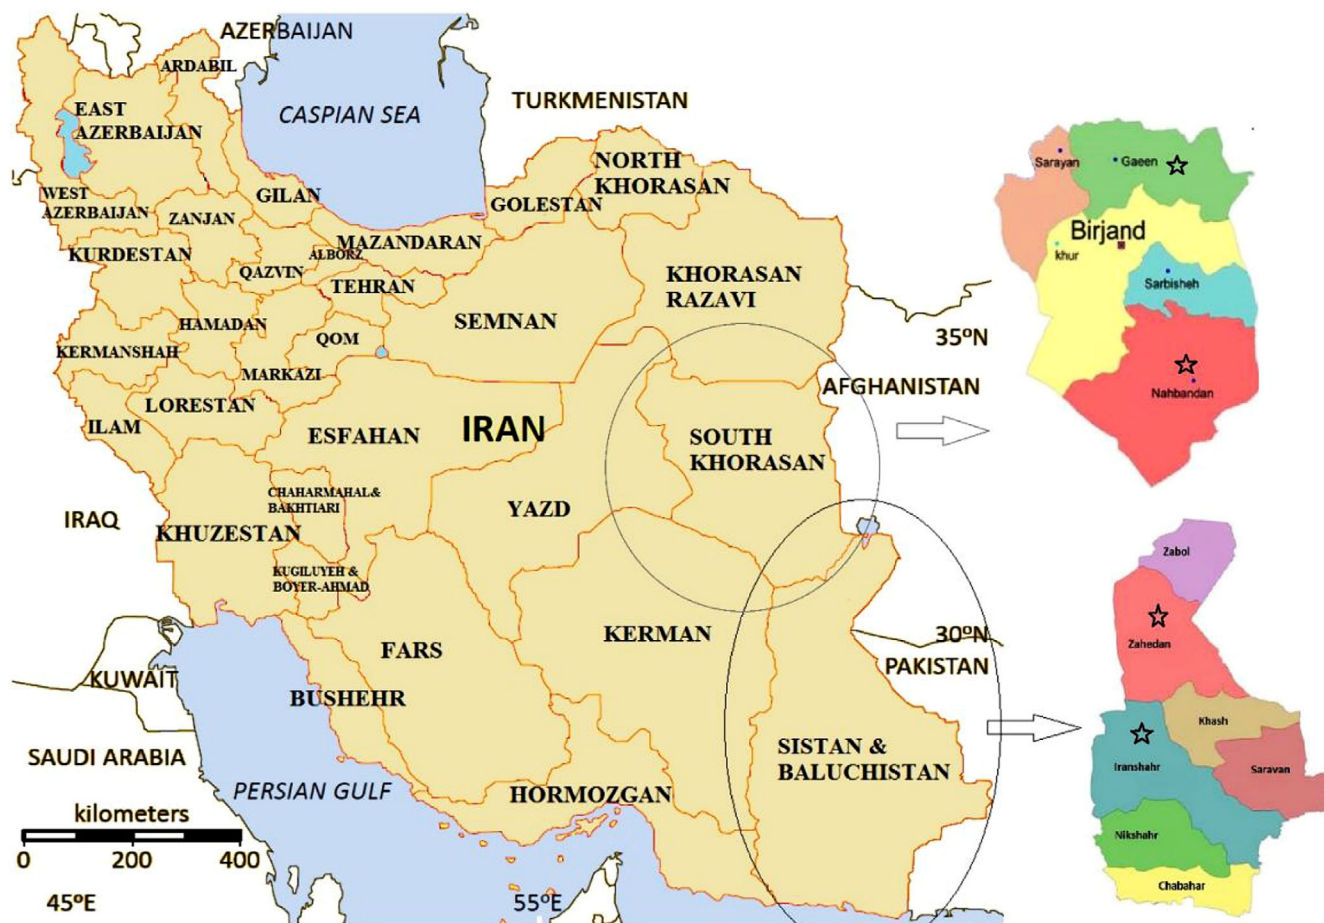 AZERBAIJAN
ARDABIL
EAST
AZERBAIJAN
CASPIAN SEA
TURKMENISTAN
NORTH
KHORASAN
GOLESTAN
WEST
AZERBAIJAN
GILAN
ZANJAN
MAZANDARAN
KURDESTAN
ALBORZ
QAZVIN
TEHRAN
KHORASAN
RAZAVI
HAMADAN
SEMNAN
QOM
35ºN
KERMANSHAH
MARKAZI
AFGHANISTAN
LORESTAN
ILAM
ESFAHAN
IRAN
SOUTH
KHORASAN
CHAHARMAHAL&
BAKHTIARI
YAZD
IRAQ
KHUZESTAN
KUGILUYEH &
BOYER-AHMAD
KERMAN
30ºN
FARS
PAKISTAN
KUWAIT
BUSHEHR
SAUDI ARABIA
SISTAN &
BALUCHISTAN
PERSIAN GULF
HORMOZGAN
kilometers
0 200 400
45ºE
55ºE
Sarayan
Gaeen
Birjand
khur
Sarbisheh
Nahbandan
Zabol
Zahedan
Khash
Iranshahr
Saravan
Nikshahr
Chabahar